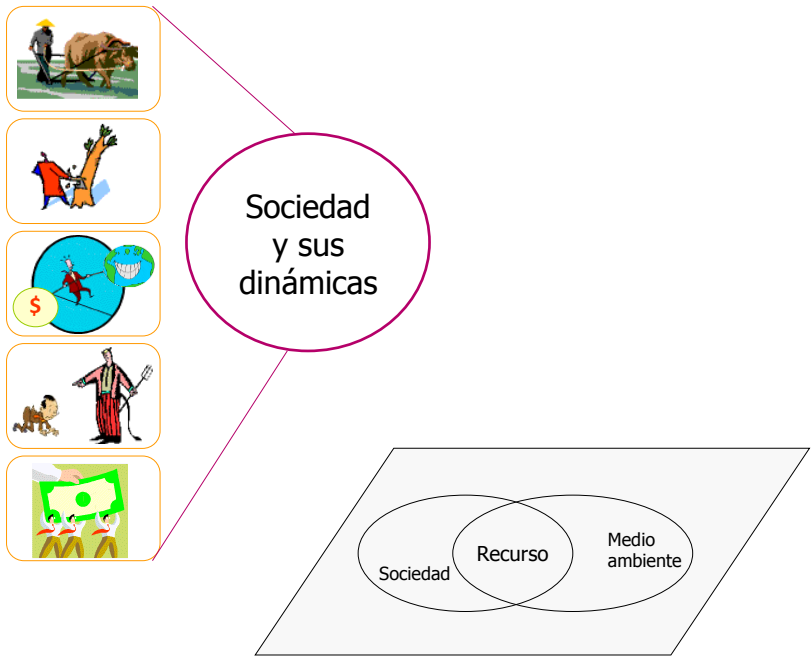 $
Sociedad
y sus
dinámicas
Sociedad
Recurso
Medio
ambiente